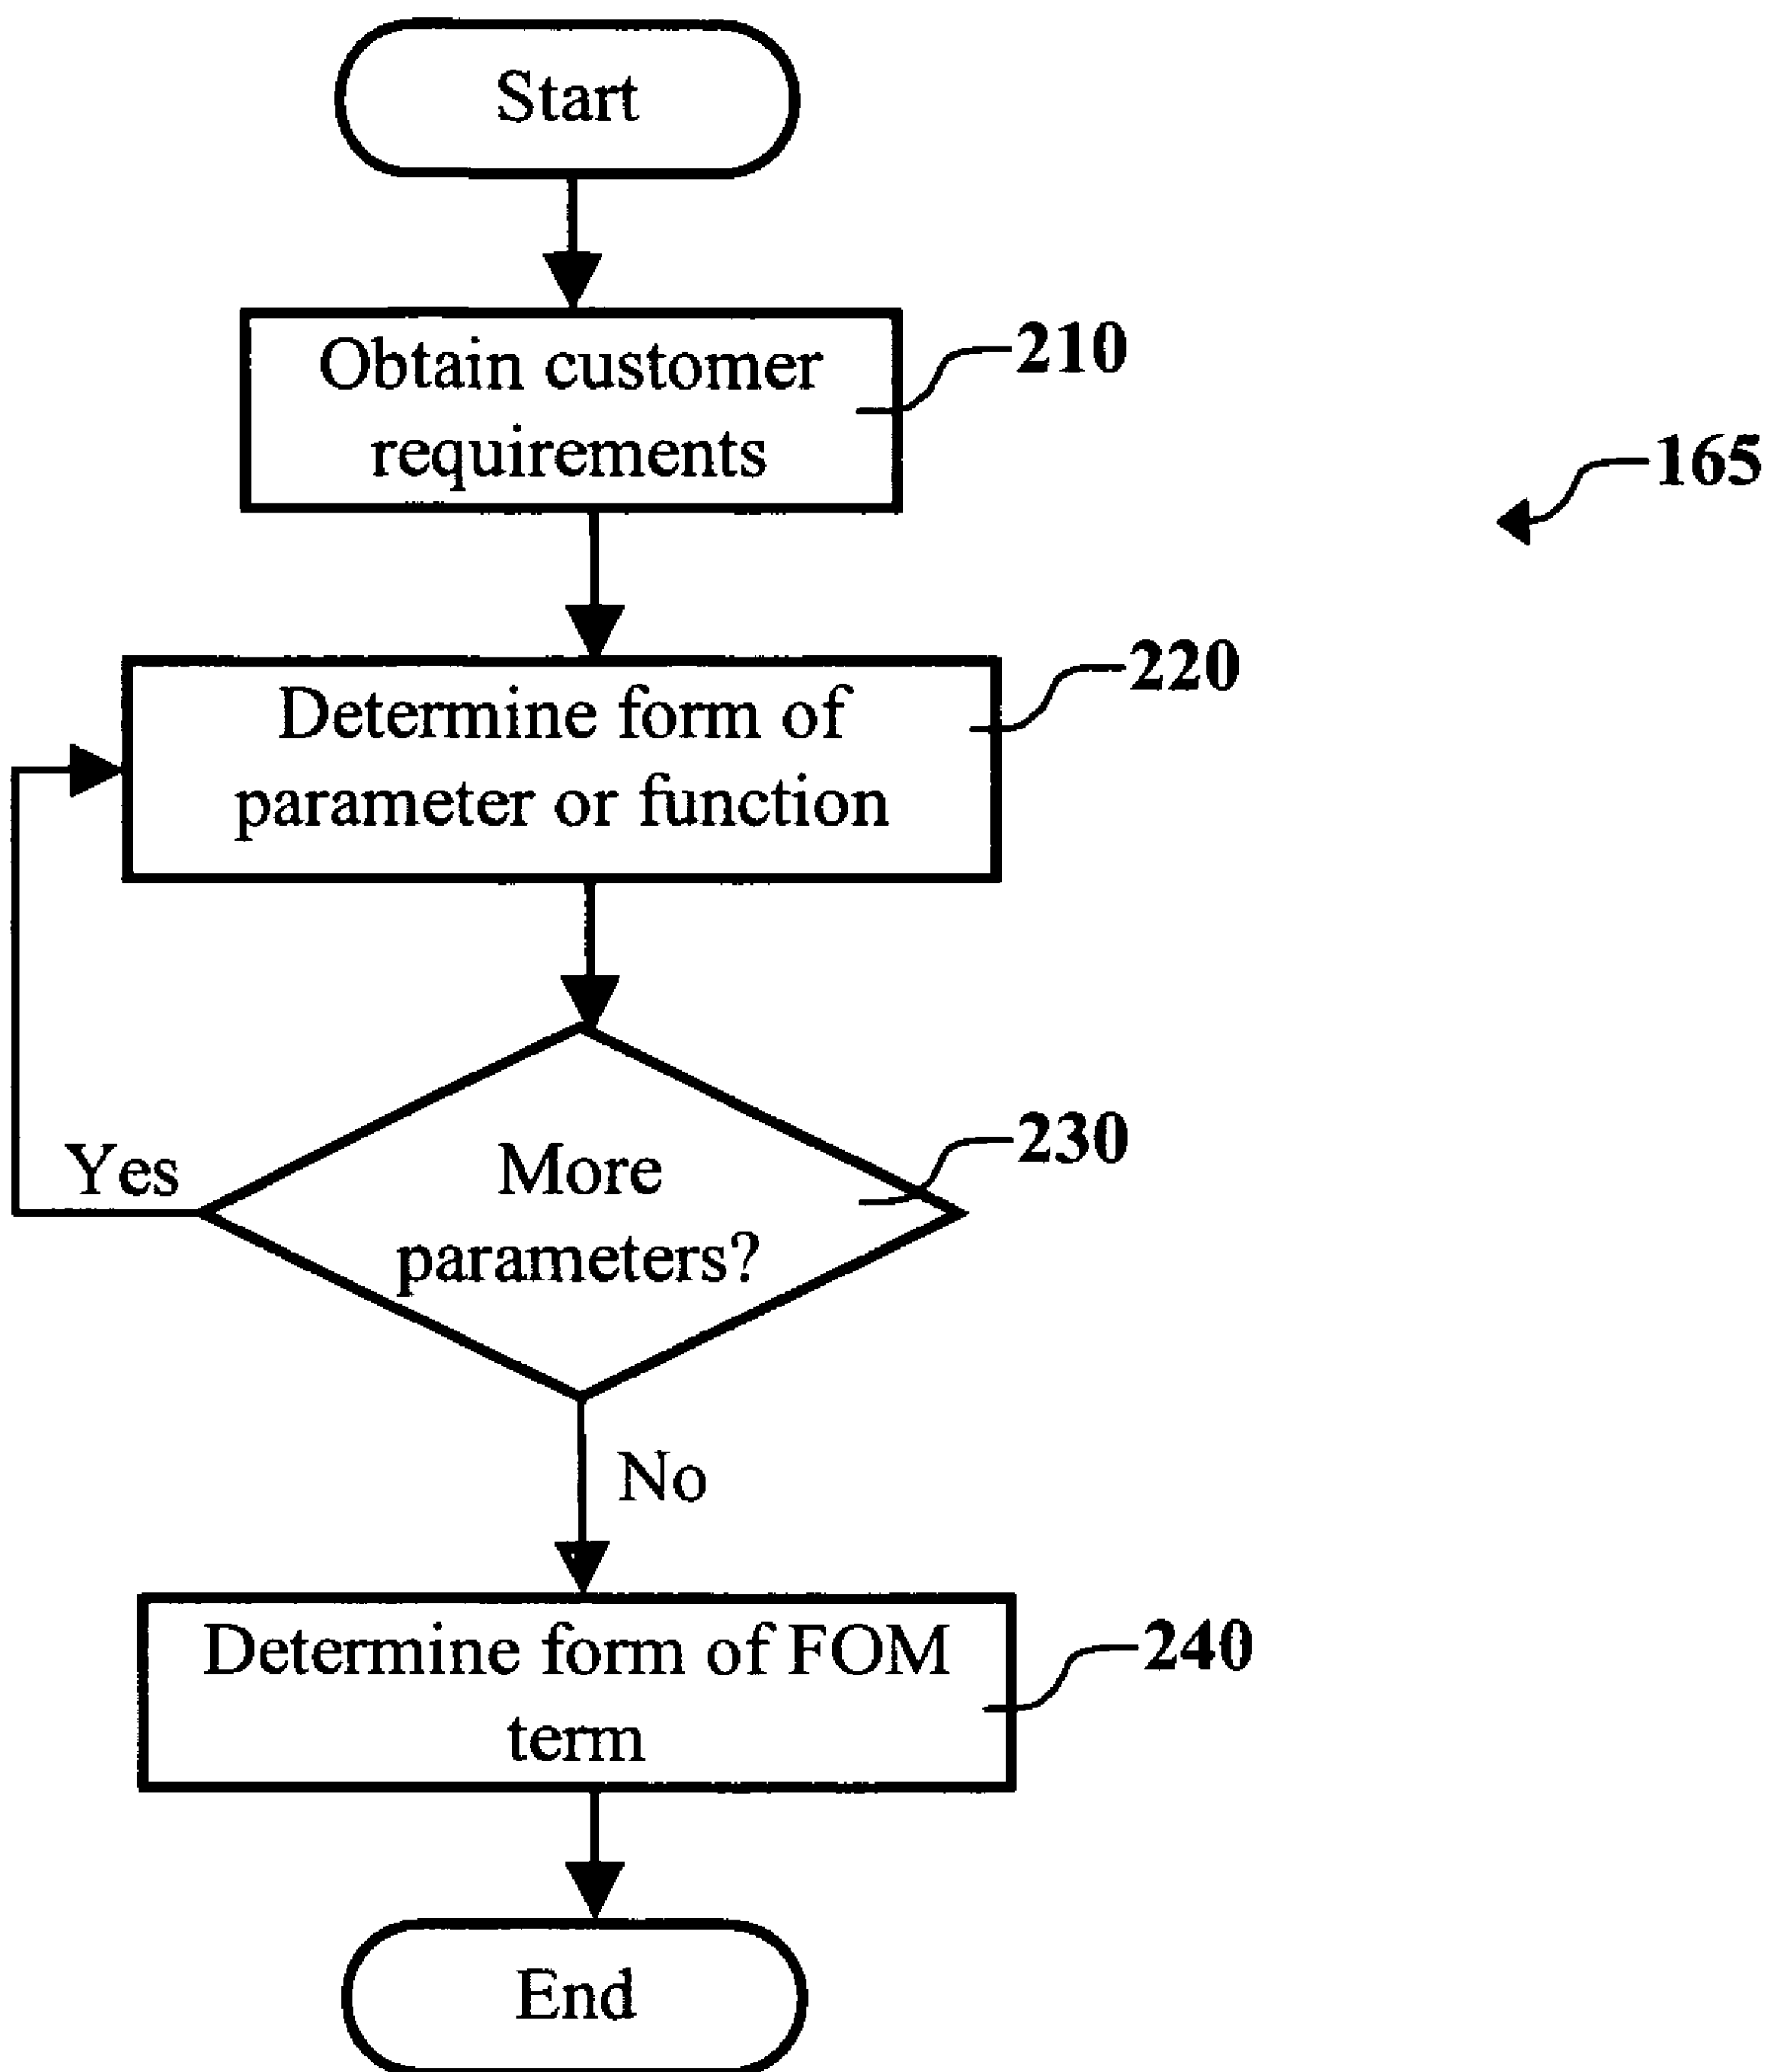 Start
Obtain customer
requirements
210
165
Determine form of
parameter or function
220
Yes
More
parameters?
230
No
Determine form of FOM
term
240
End